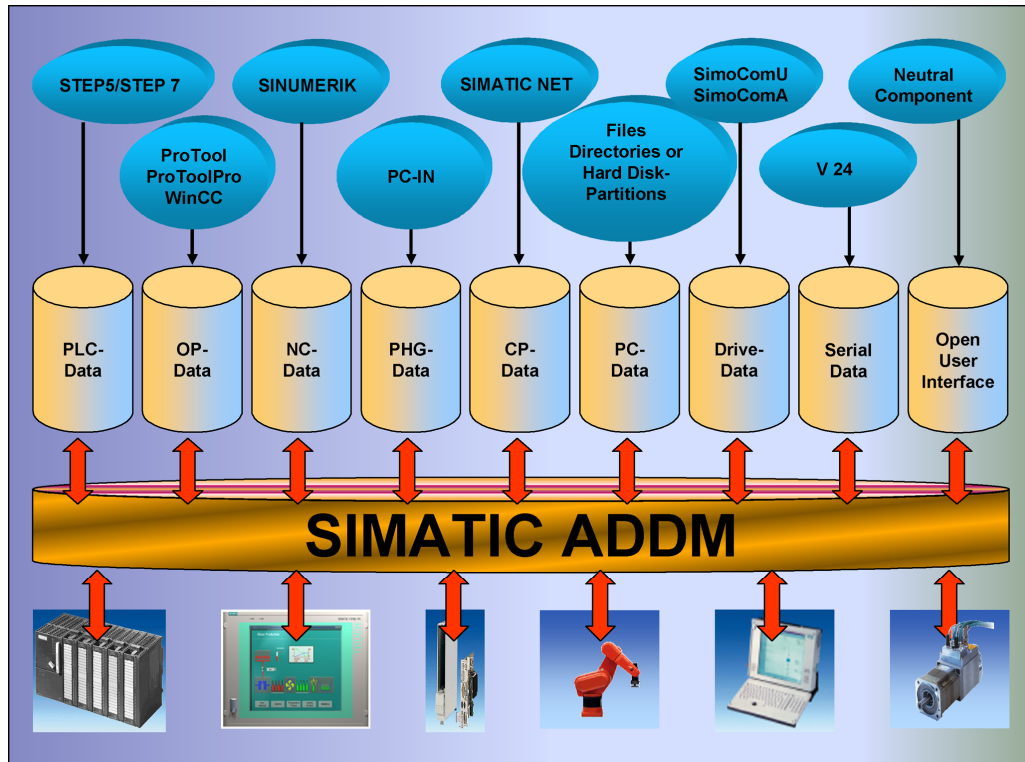 STEP5/STEP 7
SINUMERIK
SIMATIC NET
SimoComU
SimoComA
Neutral
Component
ProTool
ProToolPro
WinCC
PC-IN
Files
Directories or
Hard Disk-
Partitions
V 24
PLC-
Data
OP-
Data
NC-
Data
PHG-
Data
CP-
Data
PC-
Data
Drive-
Data
Serial
Data
Open
User
Interface
SIMATIC ADDM